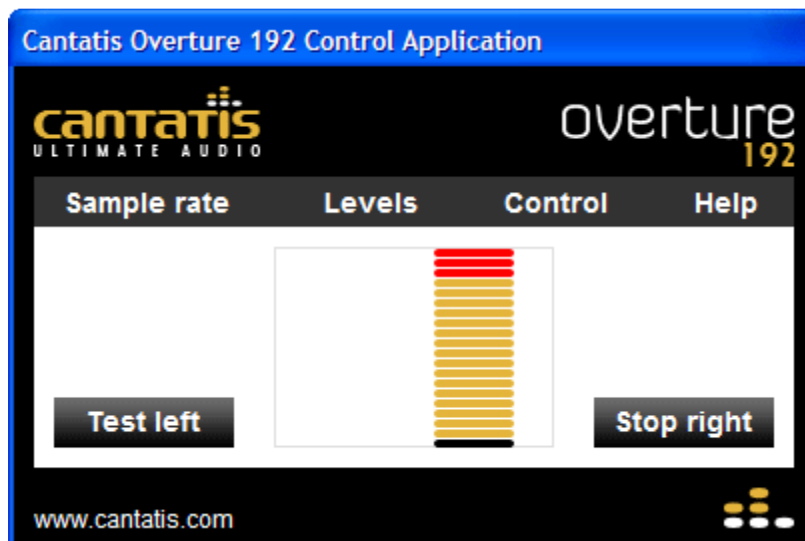 Cantatis Overture 192 Control Application
cantatis
ULTIMATE AUDIO
overture
192
Sample rate Levels Control Help
Test left Stop right
www.cantatis.com